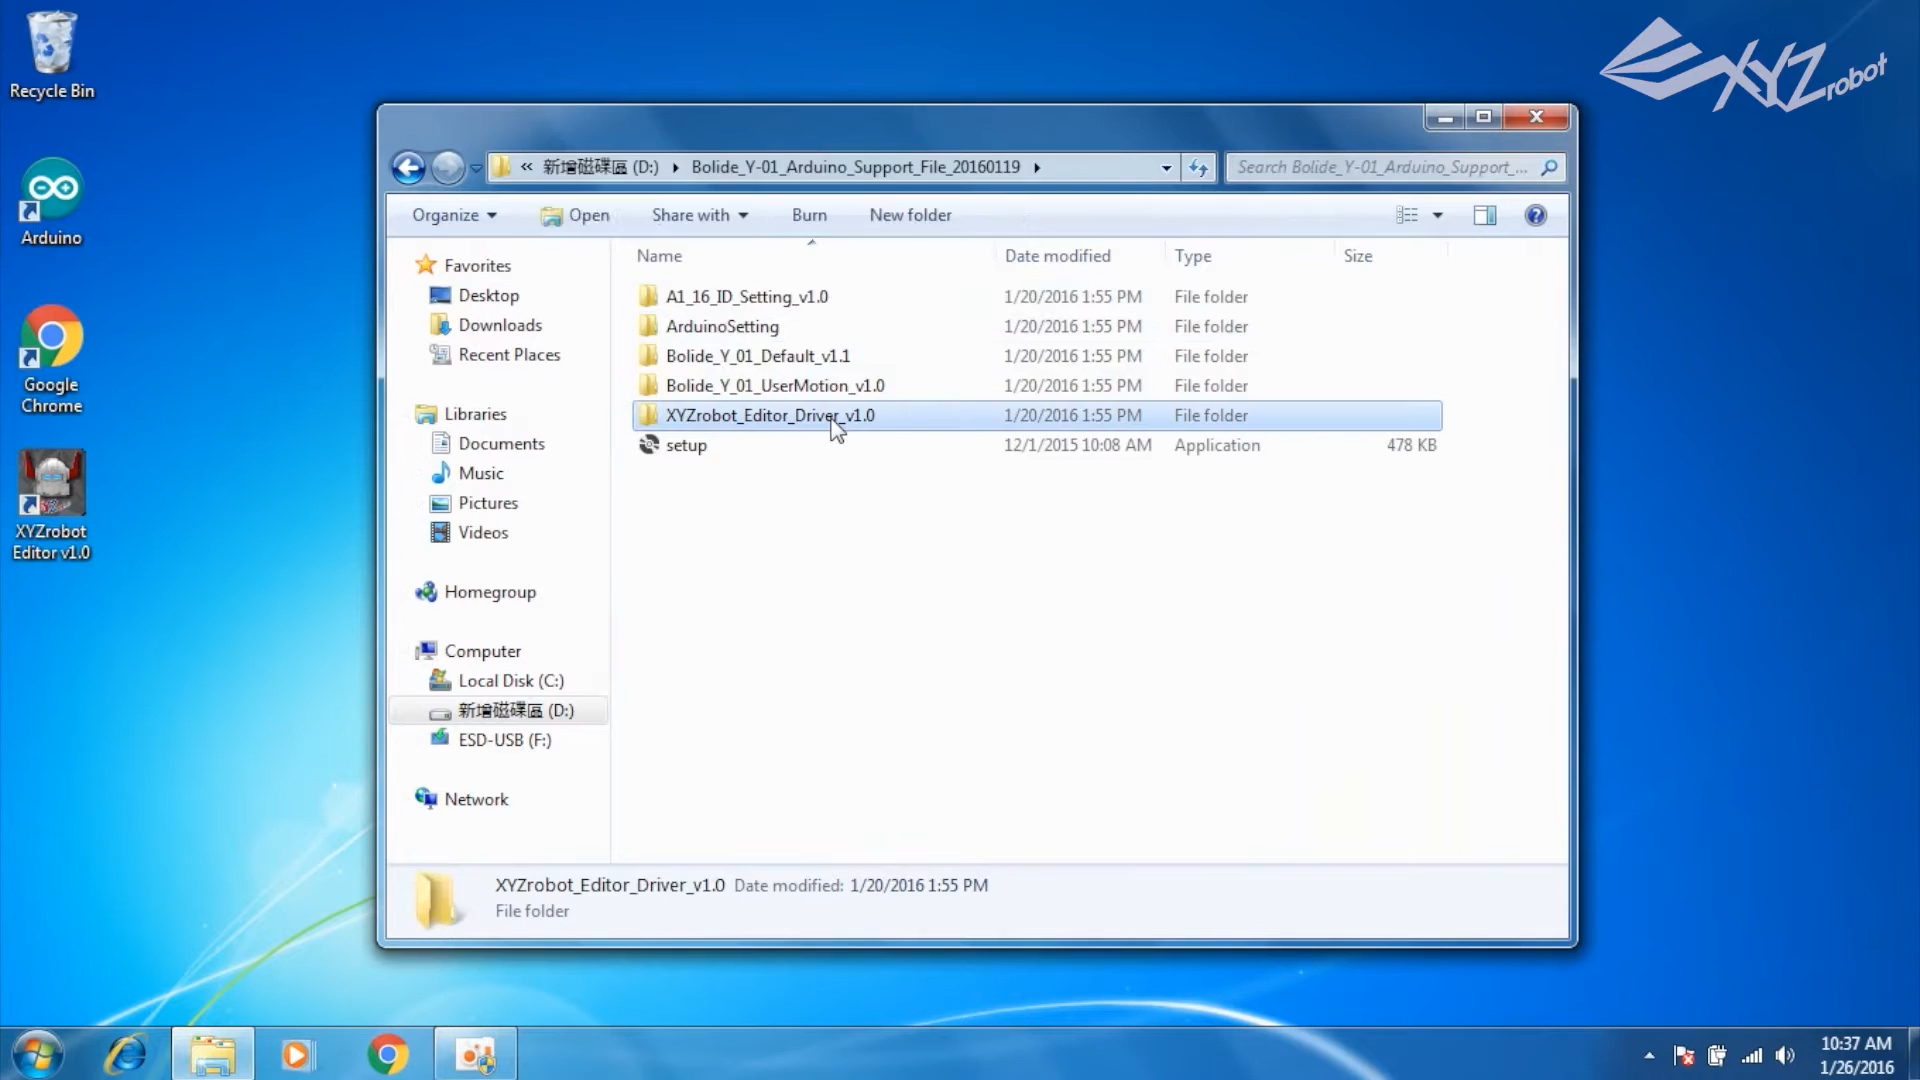 Recycle Bin
Arduino
Google
Chrome
XYZrobot
Editor v1.0
XYZrobot
« 新增磁碟區 (D:) ▸ Bolide_Y-01_Arduino_Support_File_20160119 ▸
Search Bolide_Y-01_Arduino_Support_...
Organize
Open
Share with
Burn
New folder
Favorites
Desktop
Downloads
Recent Places
Libraries
Documents
Music
Pictures
Videos
Homegroup
Computer
Local Disk (C:)
新增磁碟區 (D:)
ESD-USB (F:)
Network
Name Date modified Type Size
A1_16_ID_Setting_v1.0 1/20/2016 1:55 PM File folder
ArduinoSetting 1/20/2016 1:55 PM File folder
Bolide_Y_01_Default_v1.1 1/20/2016 1:55 PM File folder
Bolide_Y_01_UserMotion_v1.0 1/20/2016 1:55 PM File folder
XYZrobot_Editor_Driver_v1.0 1/20/2016 1:55 PM File folder
setup 12/1/2015 10:08 AM Application 478 KB
XYZrobot_Editor_Driver_v1.0 Date modified: 1/20/2016 1:55 PM
File folder
10:37 AM
1/26/2016